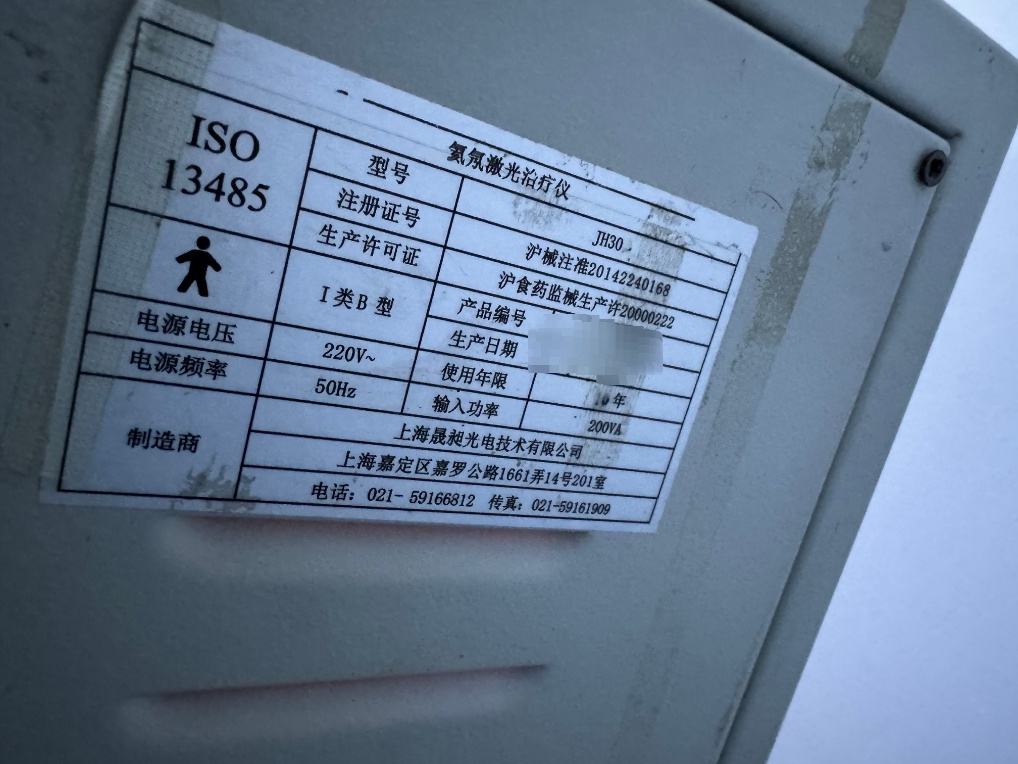 氦氖激光治疗仪
ISO 13485
型号 JH30
注册证号 沪械注准20142240168
生产许可证 沪食药监械生产许20000222
I类B型
产品编号
生产日期
电源电压 220V~
使用年限 10年
电源频率 50Hz
输入功率 200VA
制造商
上海晟昶光电技术有限公司
上海嘉定区嘉罗公路1661弄14号201室
电话：021- 59166812 传真：021-59161909